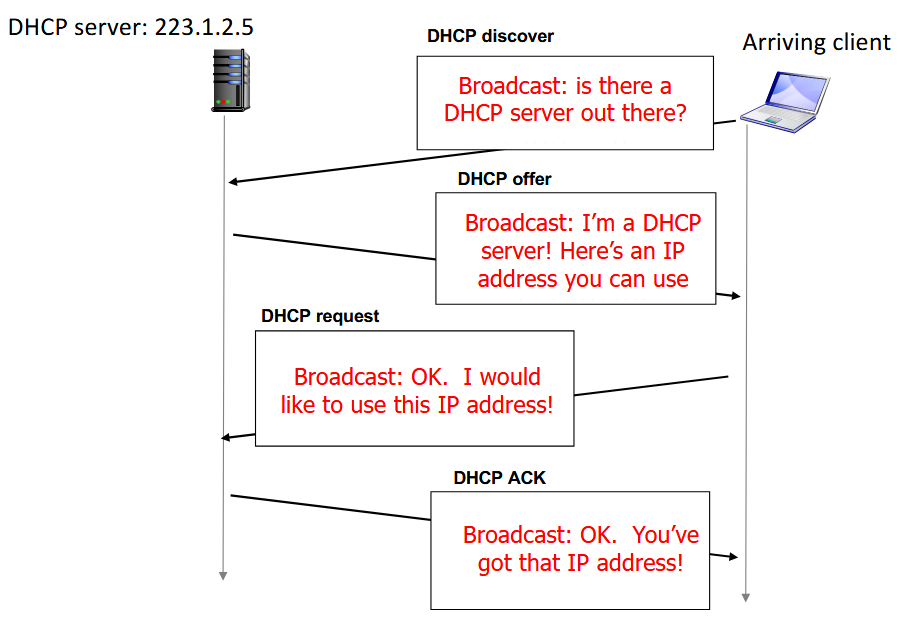 DHCP server: 223.1.2.5
DHCP discover
Arriving client
Broadcast: is there a
DHCP server out there?
DHCP offer
Broadcast: I’m a DHCP
server! Here’s an IP
address you can use
DHCP request
Broadcast: OK.  I would
like to use this IP address!
DHCP ACK
Broadcast: OK.  You’ve
got that IP address!